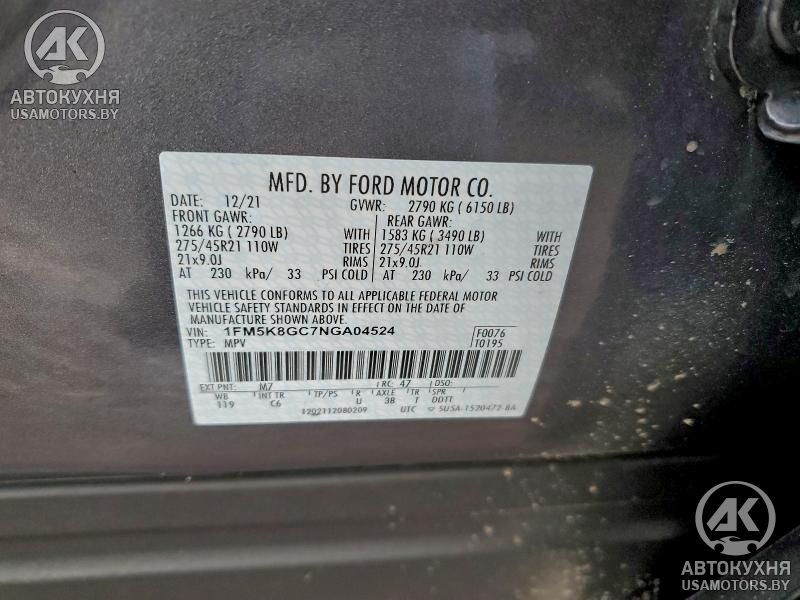 AK
АВТОКУХНЯ
USAMOTORS.BY
MFD. BY FORD MOTOR CO.
DATE: 12/21 GVWR: 2790 KG ( 6150 LB)
FRONT GAWR: REAR GAWR:
1266 KG ( 2790 LB) WITH 1583 KG ( 3490 LB) WITH
275/45R21 110W TIRES 275/45R21 110W TIRES
21x9.0J RIMS 21x9.0J RIMS
AT 230 kPa/ 33 PSI COLD AT 230 kPa/ 33 PSI COLD
THIS VEHICLE CONFORMS TO ALL APPLICABLE FEDERAL MOTOR
VEHICLE SAFETY STANDARDS IN EFFECT ON THE DATE OF
MANUFACTURE SHOWN ABOVE.
VIN: 1FM5K8GC7NGA04524 F0076
TYPE: MPV T0195
EXT PNT: M7 RC: 47 DSO:
WB INT TR TP/PS R AXLE TR SPR
119 C6 U 3B T DDTT
1202112080209 UTC 5USA-1520472-BA
AK
АВТОКУХНЯ
USAMOTORS.BY